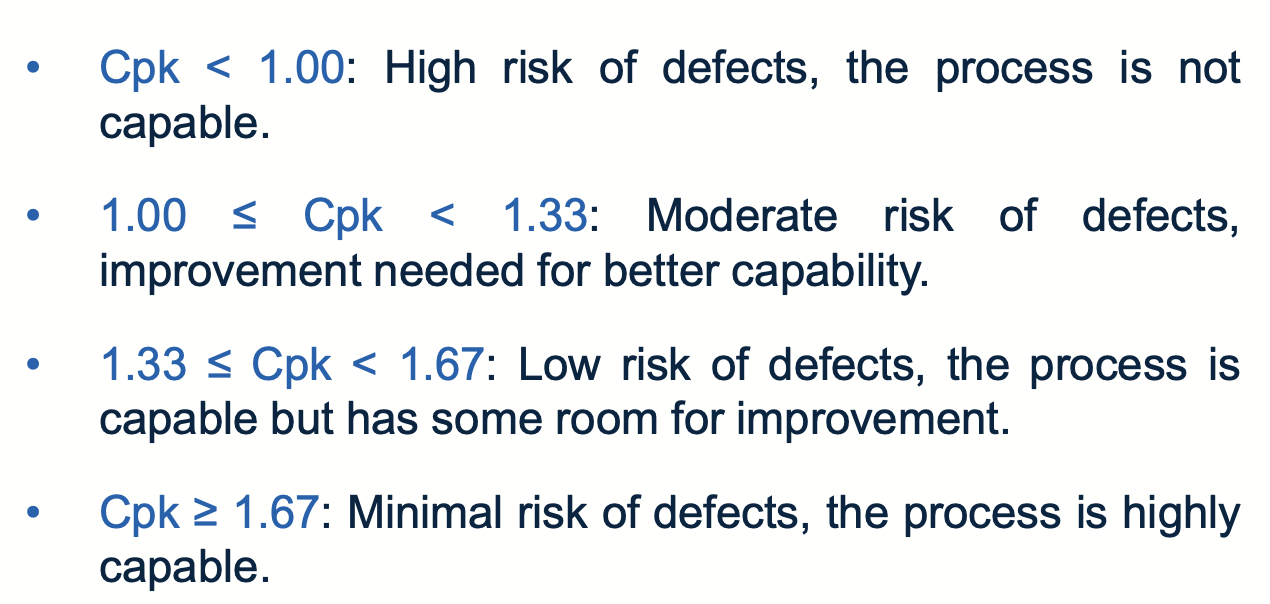 • Cpk < 1.00: High risk of defects, the process is not
capable.
• 1.00 ≤ Cpk < 1.33: Moderate risk of defects,
improvement needed for better capability.
• 1.33 ≤ Cpk < 1.67: Low risk of defects, the process is
capable but has some room for improvement.
• Cpk ≥ 1.67: Minimal risk of defects, the process is highly
capable.